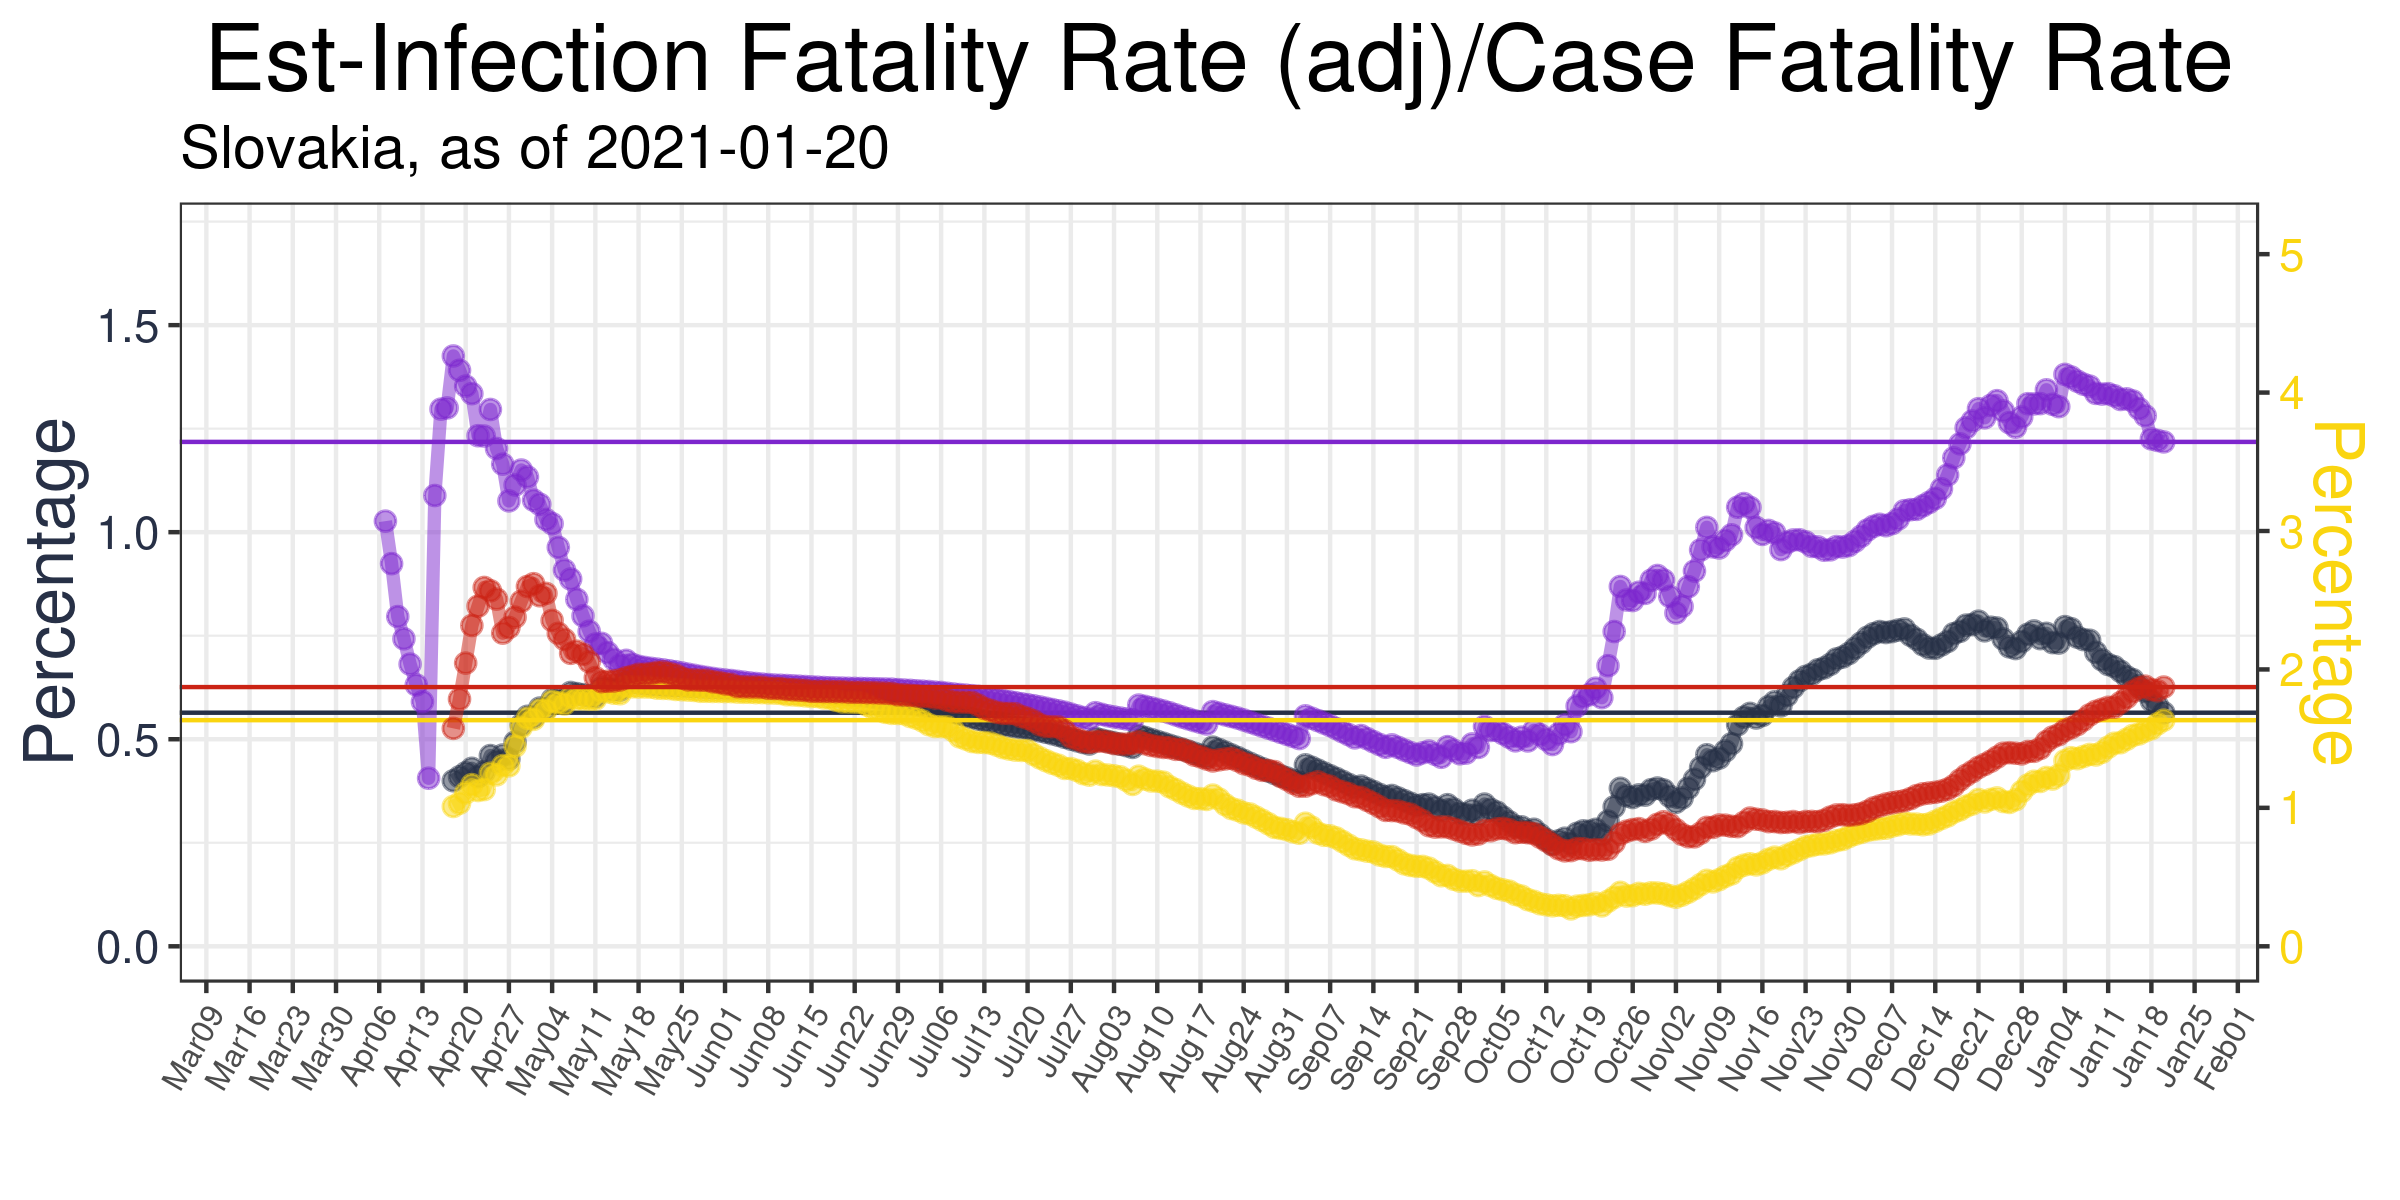 Est-Infection Fatality Rate (adj)/Case Fatality Rate
Slovakia, as of 2021-01-20
Percentage
1.5
1.0
0.5
0.0
5
4
3
2
1
0
Percentage
Mar09 Mar16 Mar23 Mar30 Apr06 Apr13 Apr20 Apr27 May04 May11 May18 May25 Jun01 Jun08 Jun15 Jun22 Jun29 Jul06 Jul13 Jul20 Jul27 Aug03 Aug10 Aug17 Aug24 Aug31 Sep07 Sep14 Sep21 Sep28 Oct05 Oct12 Oct19 Oct26 Nov02 Nov09 Nov16 Nov23 Nov30 Dec07 Dec14 Dec21 Dec28 Jan04 Jan11 Jan18 Jan25 Feb01